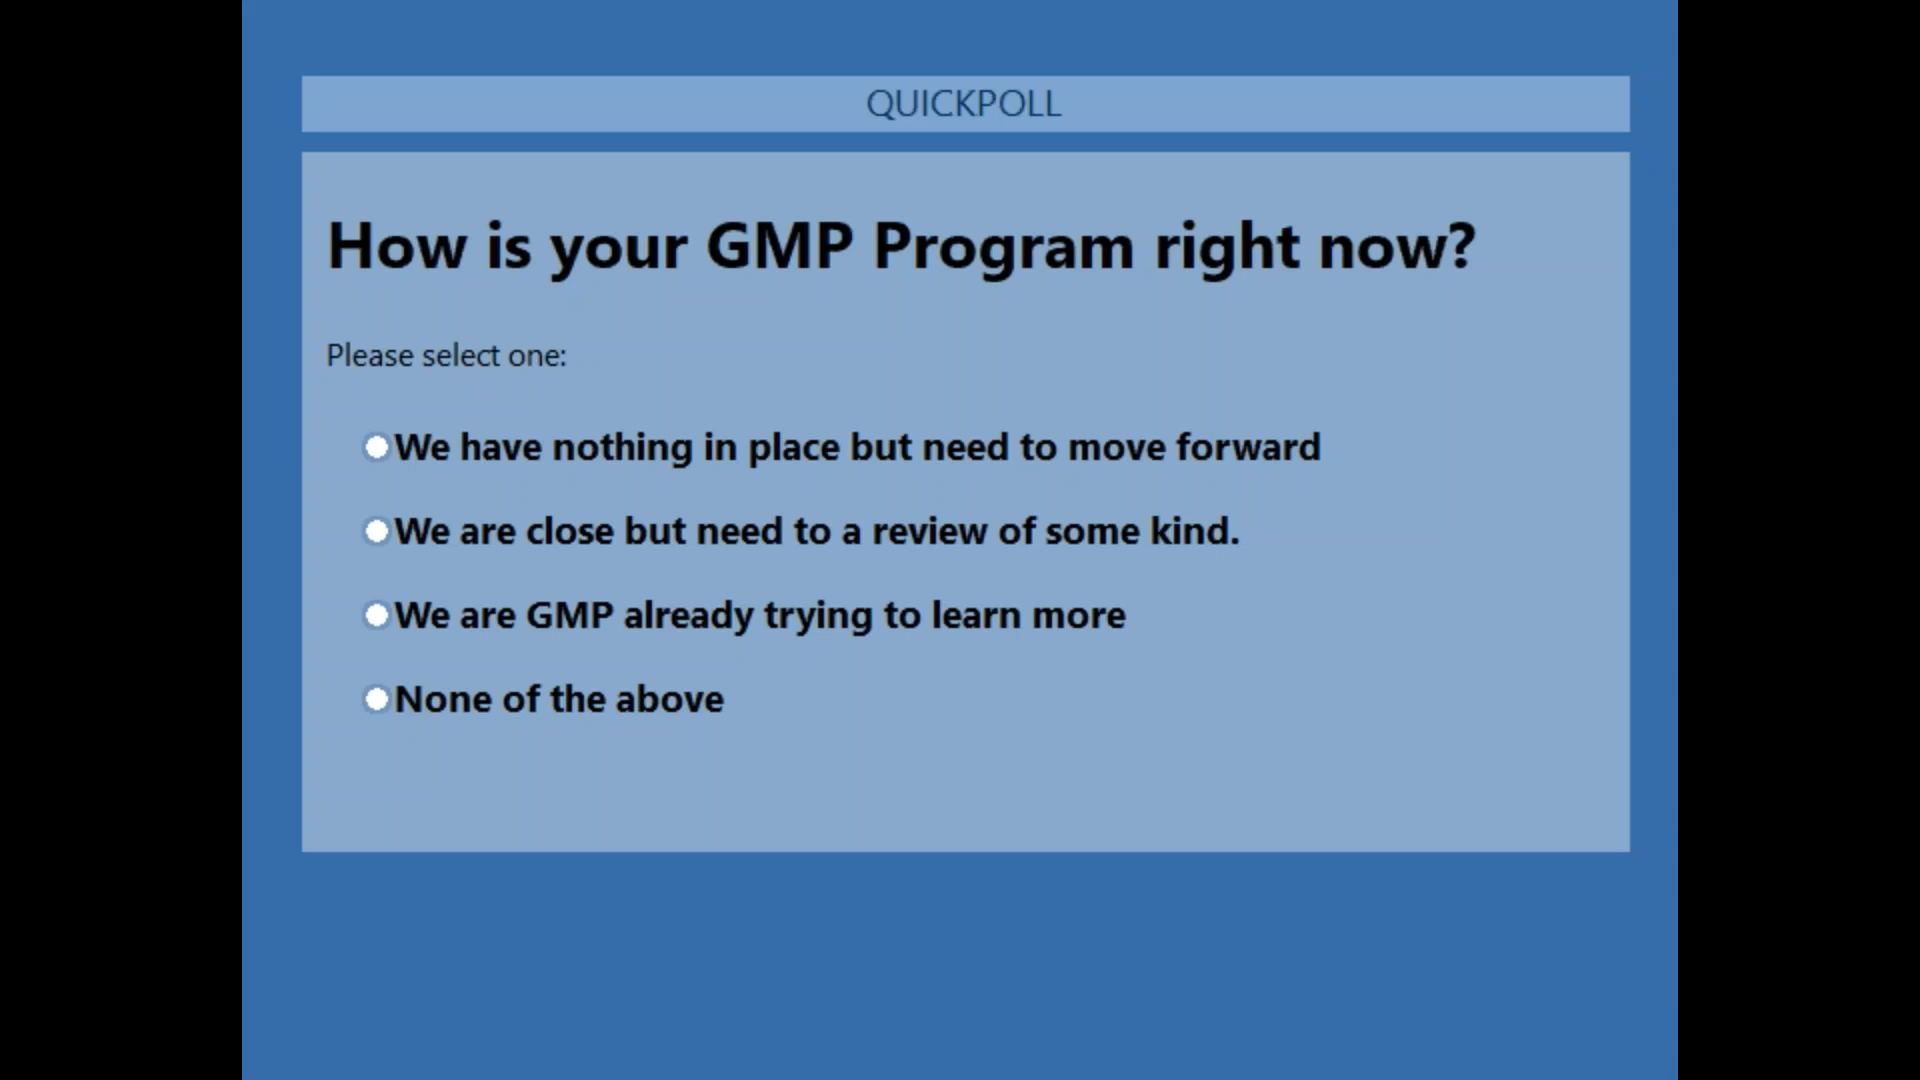 QUICKPOLL
How is your GMP Program right now?
Please select one:
We have nothing in place but need to move forward
We are close but need to a review of some kind.
We are GMP already trying to learn more
None of the above